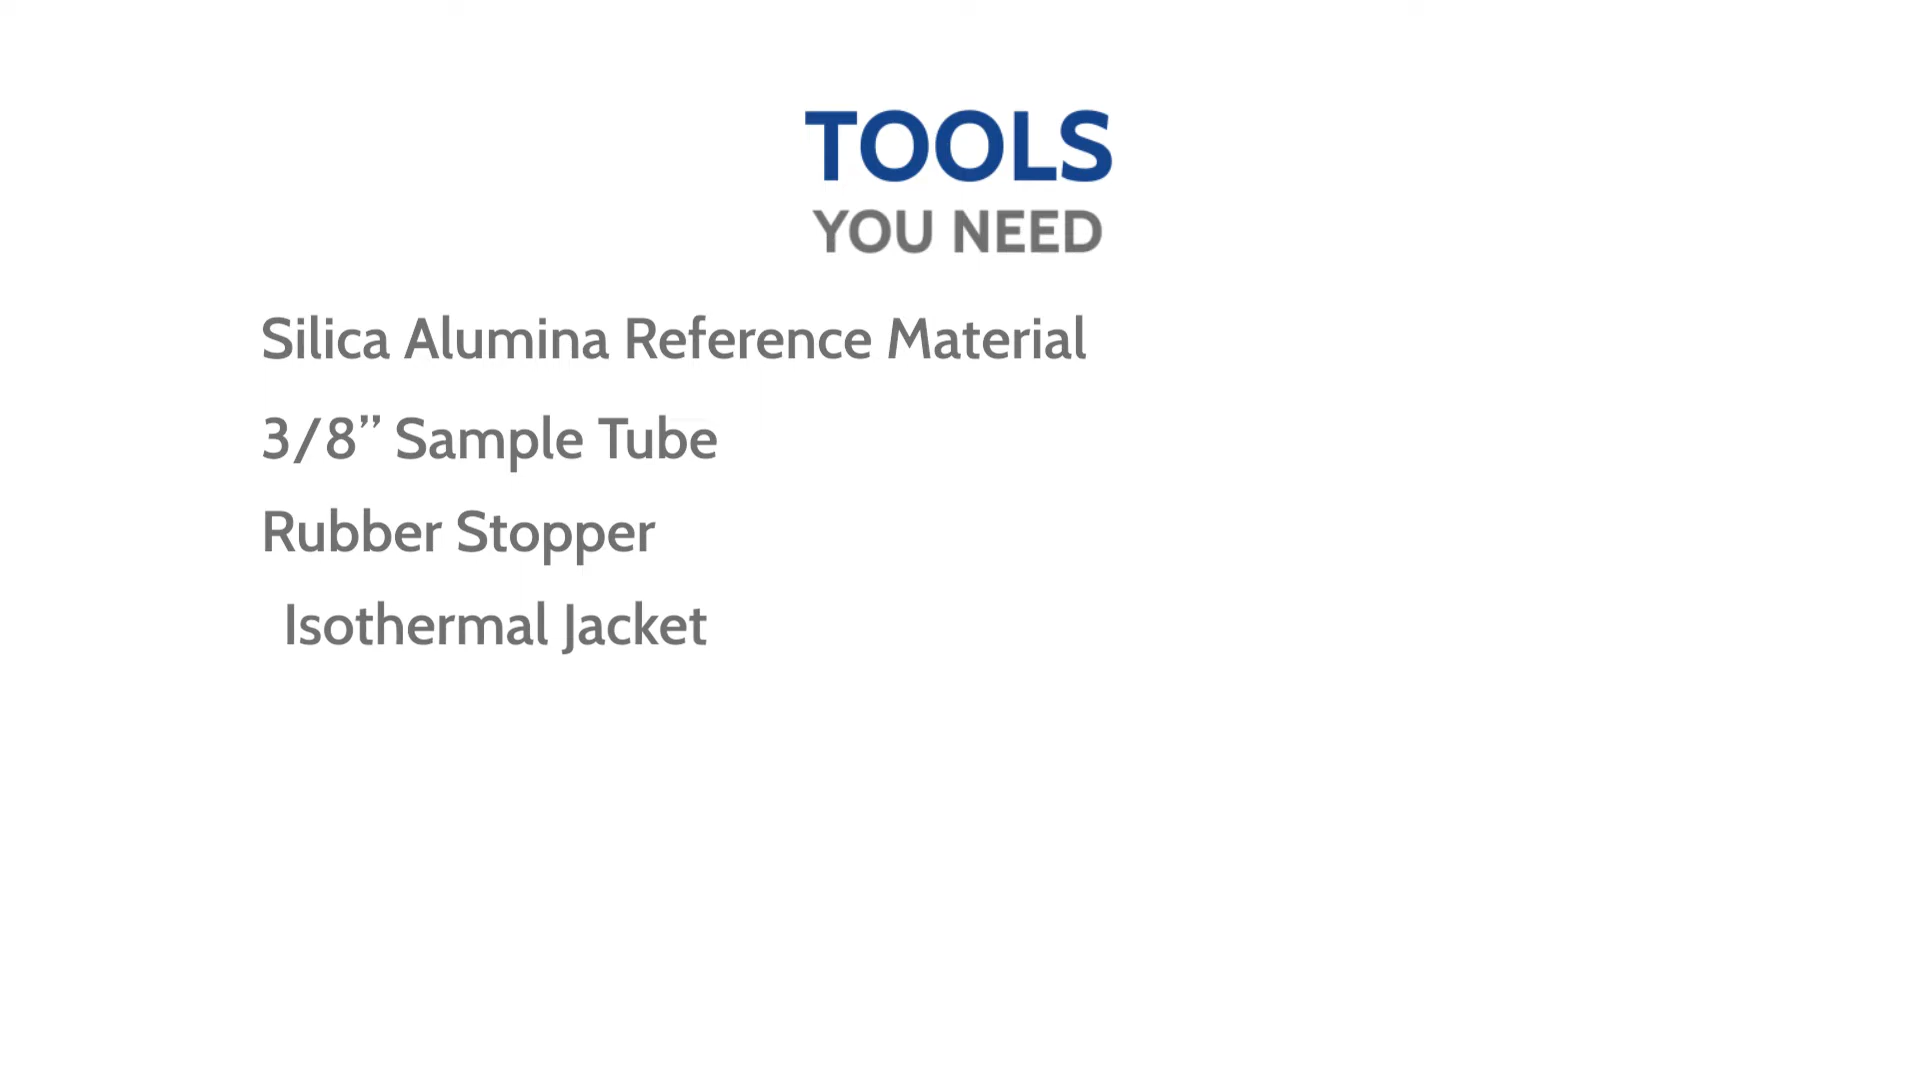 TOOLS
YOU NEED
Silica Alumina Reference Material
3/8” Sample Tube
Rubber Stopper
Isothermal Jacket